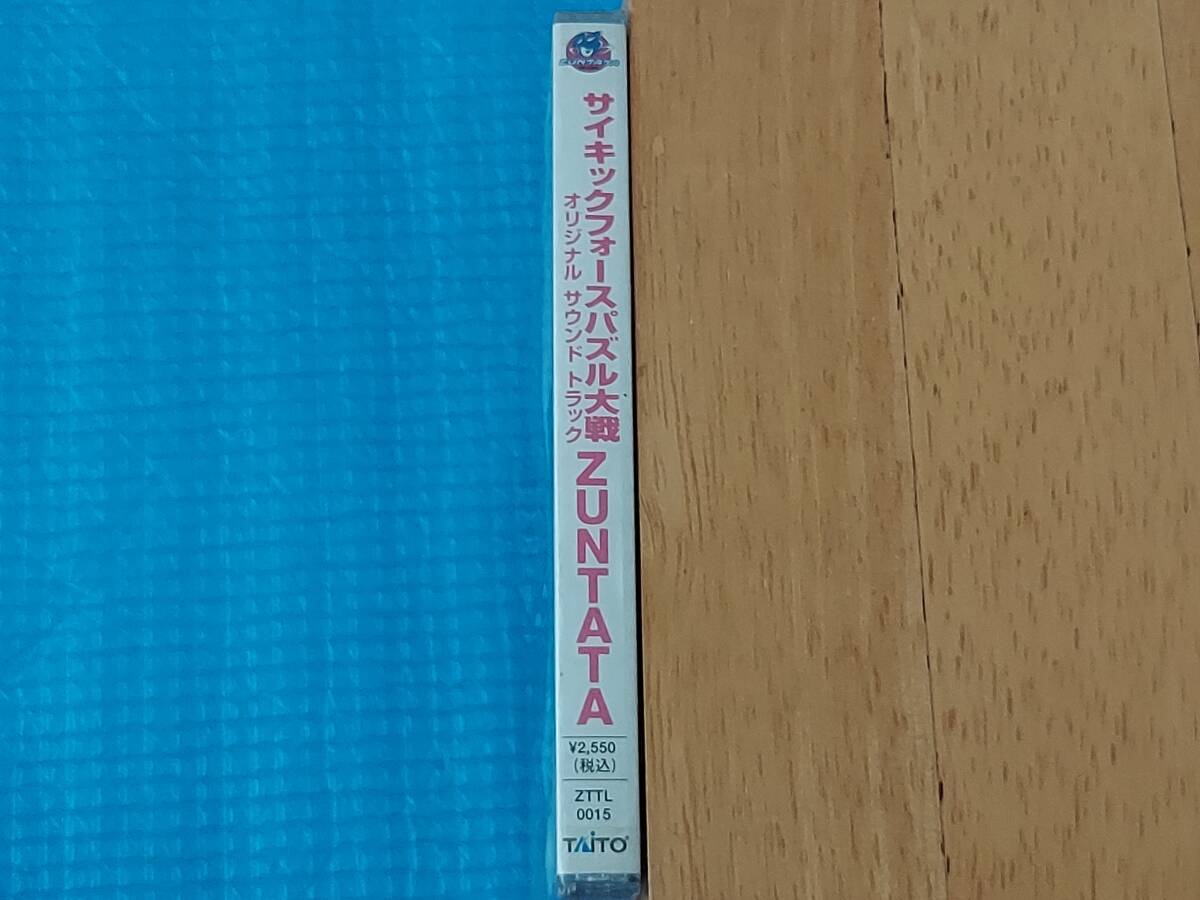 ZUNTATA
サイキックフォースパズル大戦
オリジナル サウンド トラック
ZUNTATA
¥2,550
(税込)
ZTTL
0015
TAITO